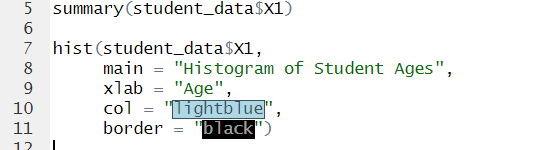 5 summary(student_data$X1)
6
7 hist(student_data$X1,
8 main = "Histogram of Student Ages",
9 xlab = "Age",
10 col = "lightblue",
11 border = "black")
12